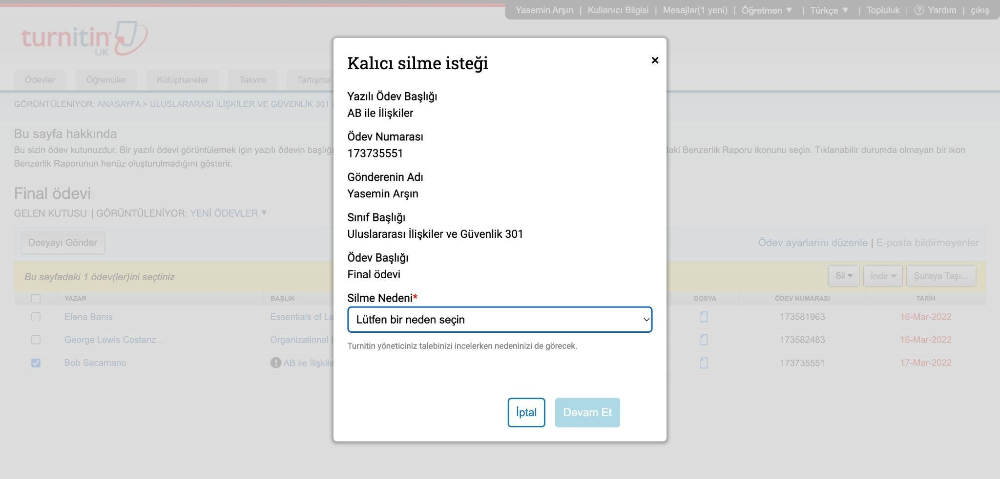 Yasemin Arşın | Kullanıcı Bilgisi | Mesajlar(1 yeni) | Öğretmen ▼ | Türkçe ▼ | Topluluk | ? Yardım | çıkış
turnitin
UK
Ödevler Öğrenciler Kütüphaneler Takvim Tartışma
GÖRÜNTÜLENİYOR: ANASAYFA > ULUSLARARASI İLİŞKİLER VE GÜVENLİK 301 >
Bu sayfa hakkında
Bu sizin ödev kutunuzdur. Bir yazılı ödevi görüntülemek için yazılı ödevin başlığı
daki Benzerlik Raporu ikonunu seçin. Tıklanabilir durumda olmayan bir ikon
Benzerlik Raporunun henüz oluşturulmadığını gösterir.
Final ödevi
GELEN KUTUSU | GÖRÜNTÜLENİYOR: YENİ ÖDEVLER ▼
Dosyayı Gönder
Ödev ayarlarını düzenle | E-posta bildirmeyenler
Bu sayfadaki 1 ödev(ler)ini seçtiniz
Sil İndir Şuraya Taşı...
YAZAR BAŞLIK DOSYA ÖDEV NUMARASI TARİH
Elena Banis Essentials of Le 173581963 16-Mar-2022
George Lewis Costanz... Organizational 173582483 16-Mar-2022
Bob Sacamano AB ile İlişkile 173735551 17-Mar-2022
Kalıcı silme isteği
×
Yazılı Ödev Başlığı
AB ile İlişkiler
Ödev Numarası
173735551
Gönderenin Adı
Yasemin Arşın
Sınıf Başlığı
Uluslararası İlişkiler ve Güvenlik 301
Ödev Başlığı
Final ödevi
Silme Nedeni*
Lütfen bir neden seçin
Turnitin yöneticiniz talebinizi incelerken nedeninizi de görecek.
İptal Devam Et